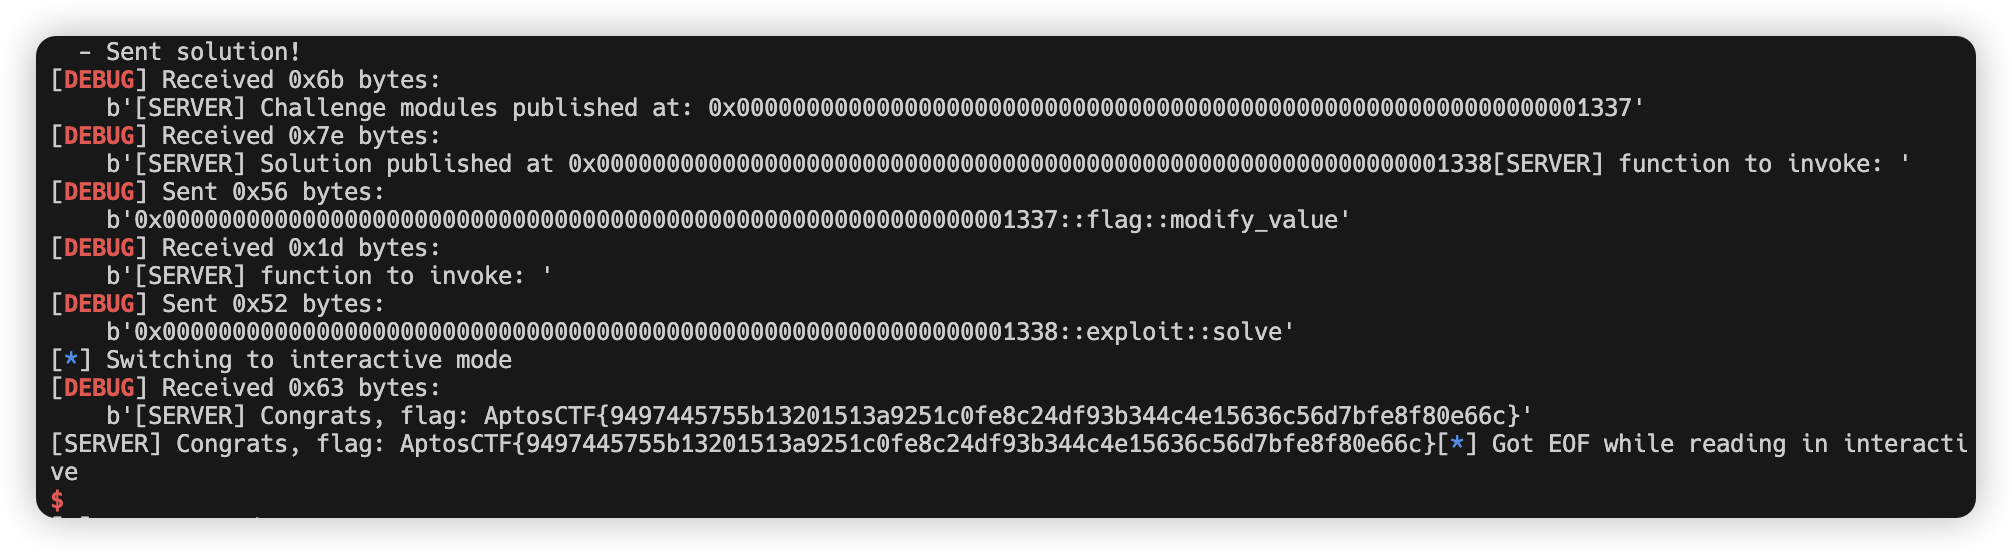 - Sent solution!
[DEBUG] Received 0x6b bytes:
    b'[SERVER] Challenge modules published at: 0x0000000000000000000000000000000000000000000000000000000000001337'
[DEBUG] Received 0x7e bytes:
    b'[SERVER] Solution published at 0x0000000000000000000000000000000000000000000000000000000000001338[SERVER] function to invoke: '
[DEBUG] Sent 0x56 bytes:
    b'0x0000000000000000000000000000000000000000000000000000000000001337::flag::modify_value'
[DEBUG] Received 0x1d bytes:
    b'[SERVER] function to invoke: '
[DEBUG] Sent 0x52 bytes:
    b'0x0000000000000000000000000000000000000000000000000000000000001338::exploit::solve'
[*] Switching to interactive mode
[DEBUG] Received 0x63 bytes:
    b'[SERVER] Congrats, flag: AptosCTF{9497445755b13201513a9251c0fe8c24df93b344c4e15636c56d7bfe8f80e66c}'
[SERVER] Congrats, flag: AptosCTF{9497445755b13201513a9251c0fe8c24df93b344c4e15636c56d7bfe8f80e66c}[*] Got EOF while reading in interacti
ve
$